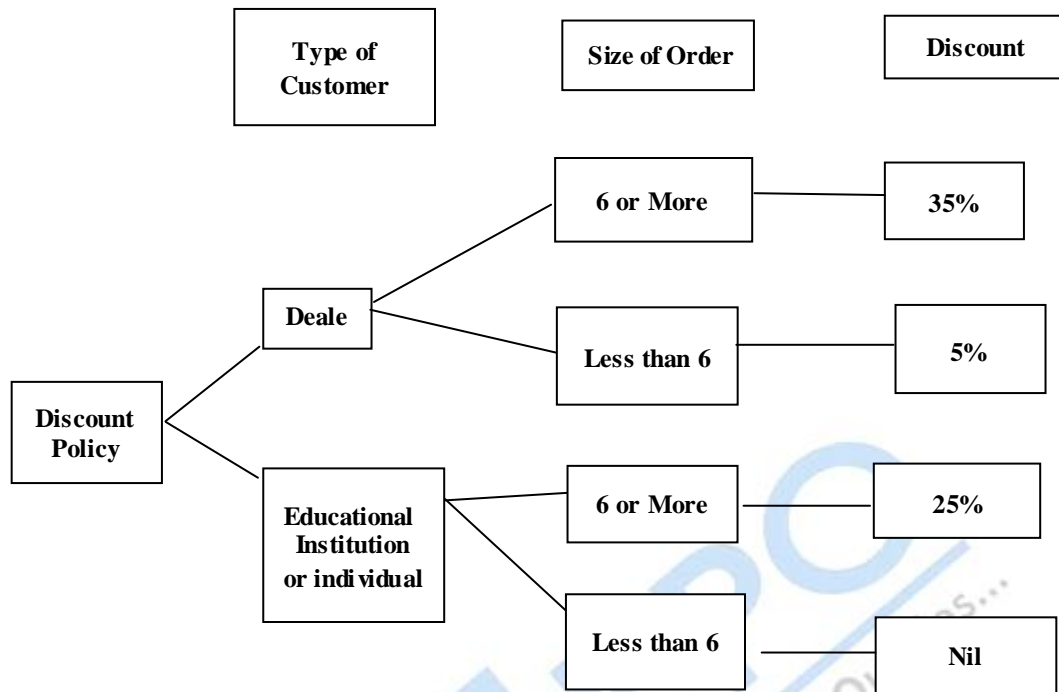 Type of
Customer
Size of Order
Discount
6 or More
35%
Deale
Less than 6
5%
Discount
Policy
Educational
Institution
or individual
6 or More
25%
Less than 6
Nil